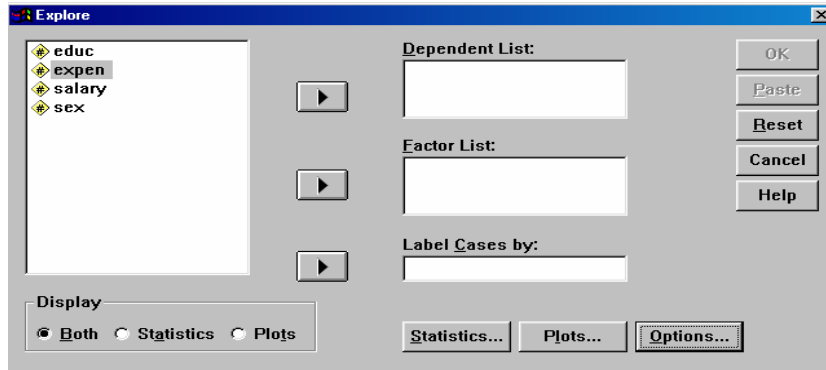 Explore
educ
expen
salary
sex
Dependent List:
Factor List:
Label Cases by:
OK
Paste
Reset
Cancel
Help
Display
Both Statistics Plots
Statistics... Plots... Options...